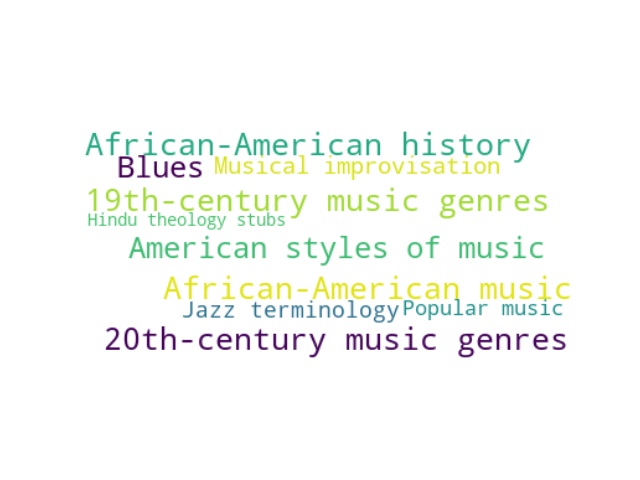 African-American history
Blues Musical improvisation
19th-century music genres
Hindu theology stubs
American styles of music
African-American music
Jazz terminology Popular music
20th-century music genres